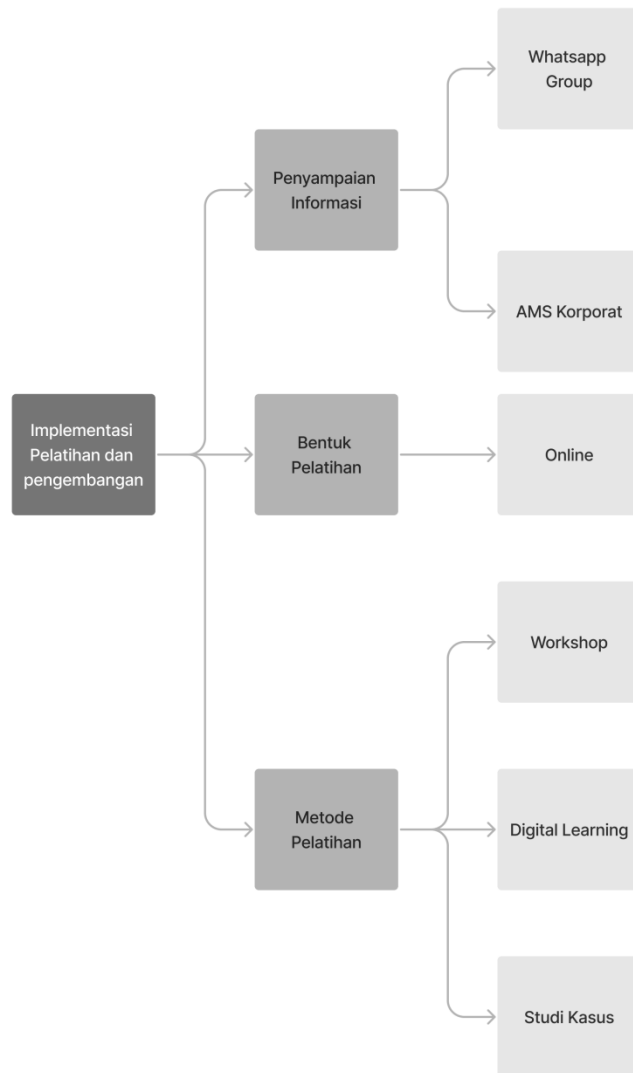 Whatsapp
Group
Penyampaian
Informasi
AMS Korporat
Implementasi
Pelatihan dan
pengembangan
Bentuk
Pelatihan
Online
Workshop
Metode
Pelatihan
Digital Learning
Studi Kasus